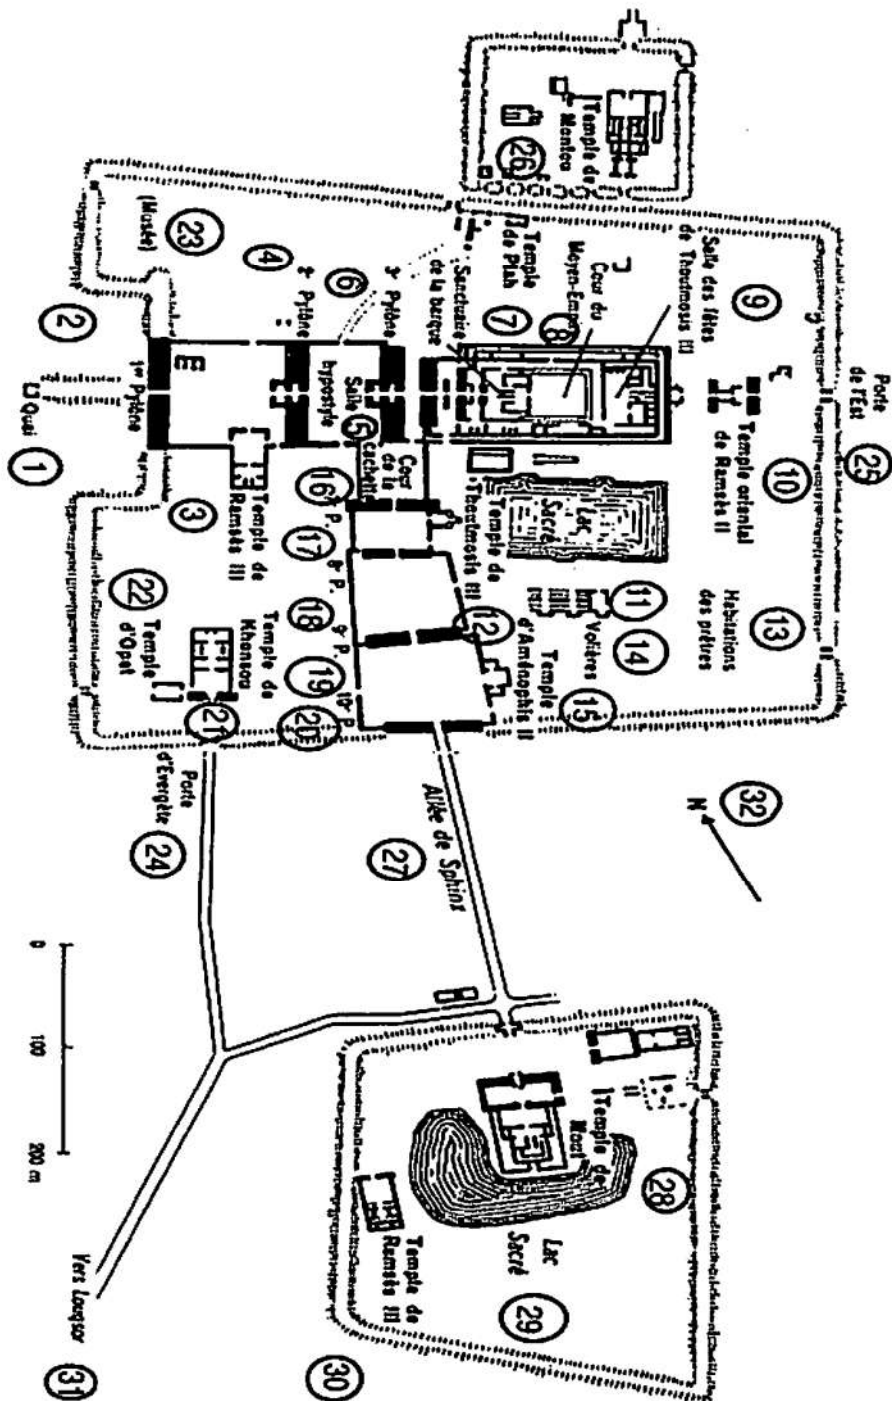 Temple de
Montou
26
(Musée)
23
4
2e Pylône
6
3e Pylône
Temple
de Ptah
Sanctuaire
de la barque
7
Cour du
Moyen-Empire
8
Salle des fêtes
de Thoutmosis III
9
Porte
de l'Est
25
2
1er Pylône
E
Quai
1
Salle
hypostyle
5
Cour
de la
cachette
Temple oriental
de Ramsès II
10
3
Temple de
Ramsès III
16
P.
17
8e P.
18
9e P.
19
10e P.
20
Temple de
Thoutmosis III
Lac
Sacré
11
Volières
14
Habitations
des prêtres
13
12
Temple
d'Aménophis II
15
22
Temple
d'Opet
Temple de
Khonsou
21
Porte
d'Evergète
24
Allée de Sphinx
27
N
32
0
100
200 m
Temple de
Mout
28
Lac
Sacré
29
Temple de
Ramsès III
30
Vers Louqsor
31